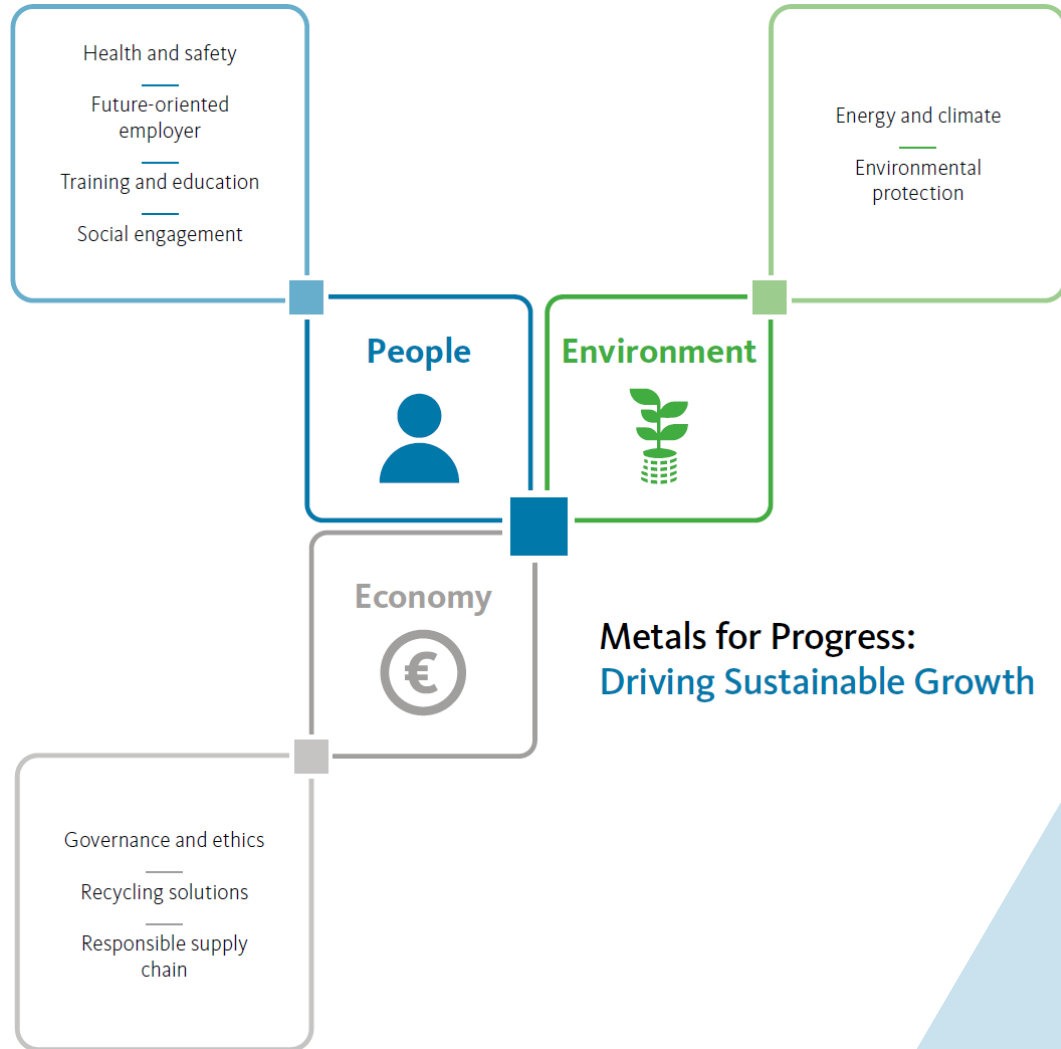 Health and safety
Future-oriented
employer
Training and education
Social engagement
Energy and climate
Environmental
protection
People
Environment
Economy
€
Metals for Progress:
Driving Sustainable Growth
Governance and ethics
Recycling solutions
Responsible supply
chain